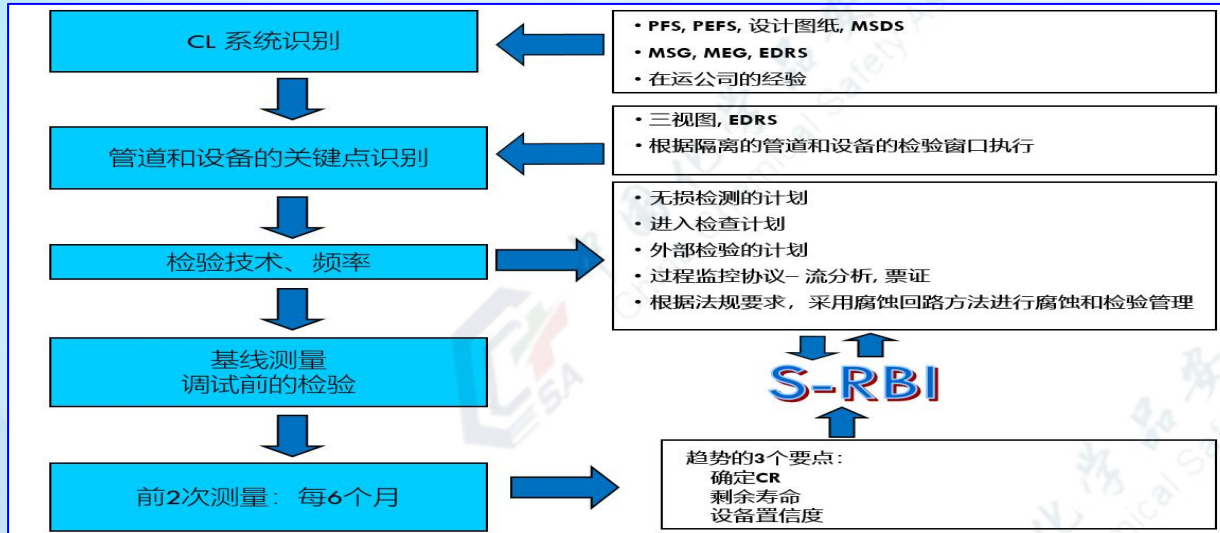 CL 系统识别
• PFS, PEFS, 设计图纸, MSDS
• MSG, MEG, EDRS
• 在运公司的经验
管道和设备的关键点识别
• 三视图, EDRS
• 根据隔离的管道和设备的检验窗口执行
检验技术、频率
• 无损检测的计划
• 进入检查计划
• 外部检验的计划
• 过程监控协议– 流分析, 票证
• 根据法规要求，采用腐蚀回路方法进行腐蚀和检验管理
基线测量
调试前的检验
S-RBI
前2次测量：每6个月
趋势的3个要点：
确定CR
剩余寿命
设备置信度